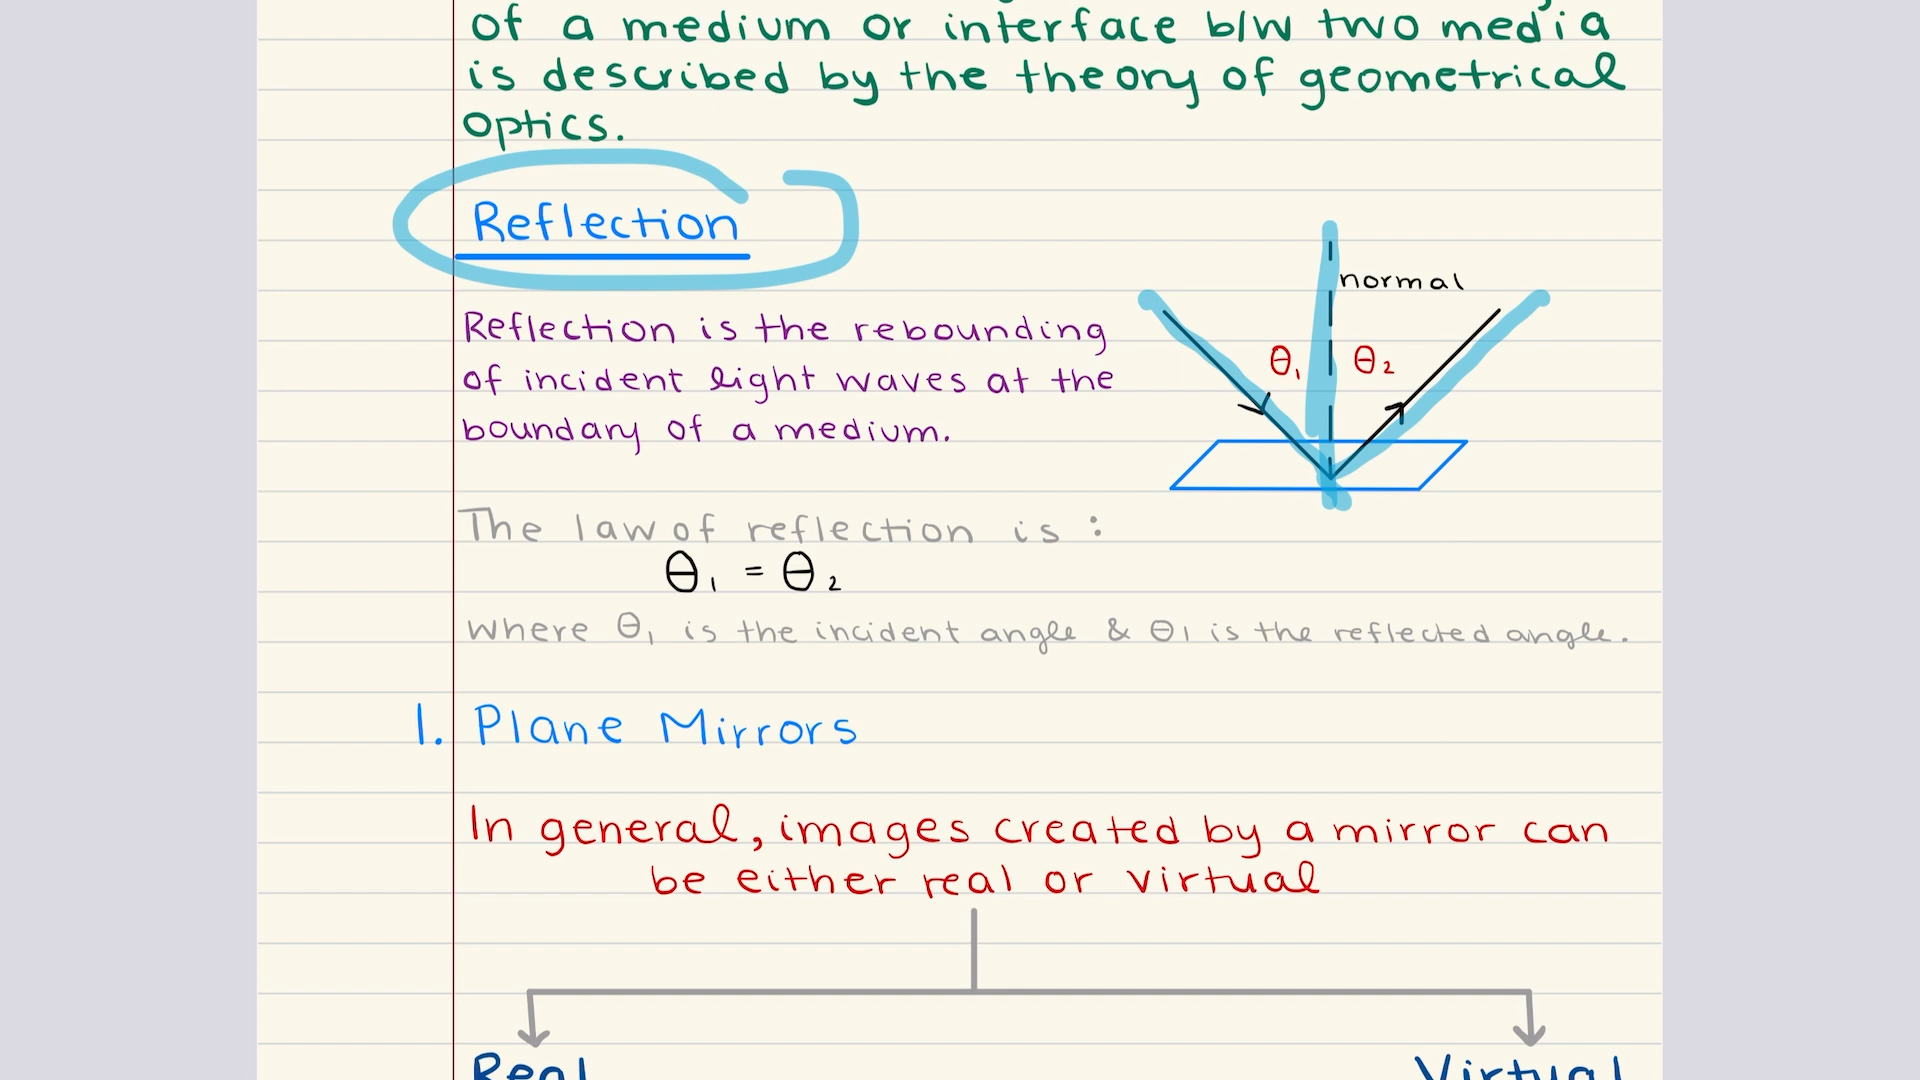 of a medium or interface b/w two media
is described by the theory of geometrical
optics.
Reflection
normal
θ₁ θ₂
Reflection is the rebounding
of incident light waves at the
boundary of a medium.
The law of reflection is :
θ₁ = θ₂
where θ₁ is the incident angle & θ1 is the reflected angle.
1. Plane Mirrors
In general, images created by a mirror can
be either real or virtual
Real Virtual